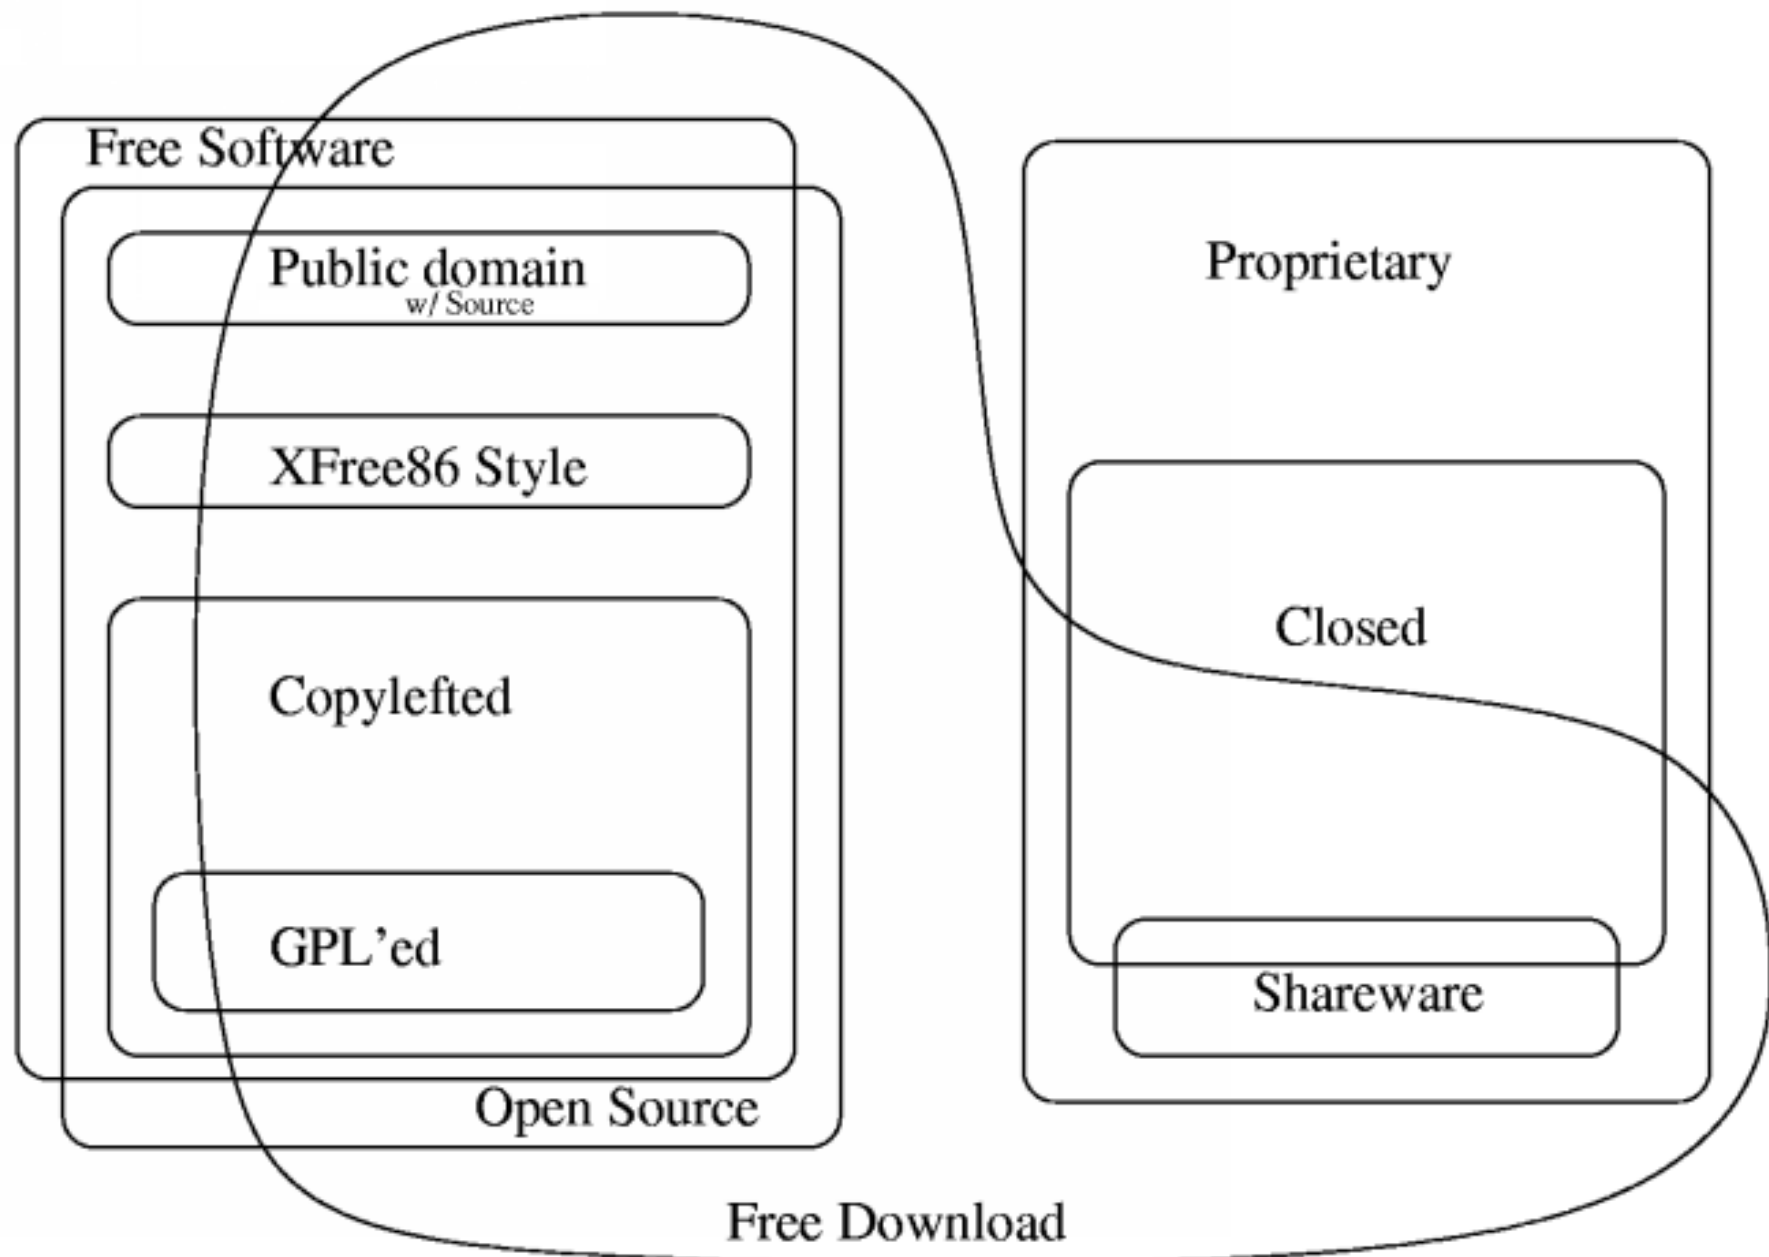 Free Software
Public domain
w/ Source
XFree86 Style
Copylefted
GPL’ed
Open Source
Proprietary
Closed
Shareware
Free Download